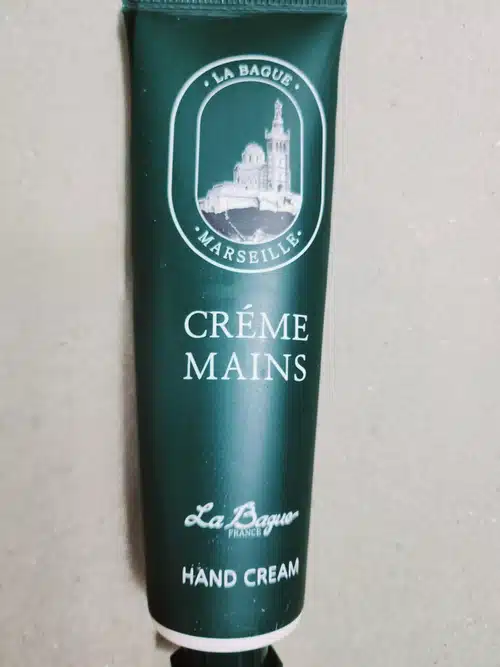 · LA BAGUE ·
· MARSEILLE ·
CRÉME
MAINS
La Bague
FRANCE
HAND CREAM